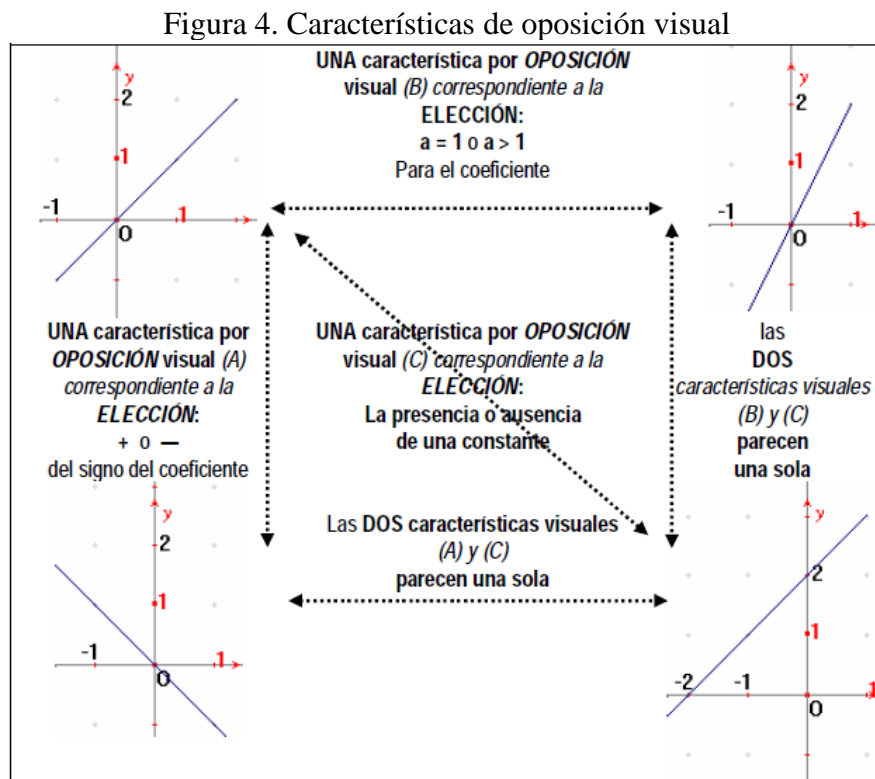 Figura 4. Características de oposición visual
y
2
1
-1
1
0
UNA característica por OPOSICIÓN
visual (B) correspondiente a la
ELECCIÓN:
a = 1 o a > 1
Para el coeficiente
y
2
1
-1
1
0
UNA característica por
OPOSICIÓN visual (A)
correspondiente a la
ELECCIÓN:
+ o —
del signo del coeficiente
UNA característica por OPOSICIÓN
visual (C) correspondiente a la
ELECCIÓN:
La presencia o ausencia
de una constante
las
DOS
características visuales
(B) y (C)
parecen
una sola
y
2
1
-1
1
0
Las DOS características visuales
(A) y (C)
parecen una sola
y
2
1
-2
-1
1
0